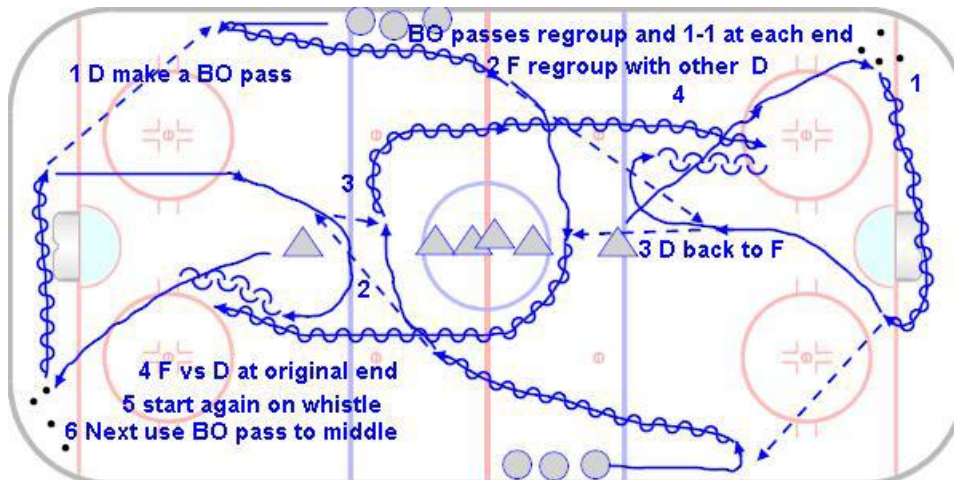 BO passes regroup and 1-1 at each end
1 D make a BO pass
2 F regroup with other D
1
4
3
3 D back to F
2
4 F vs D at original end
5 start again on whistle
6 Next use BO pass to middle